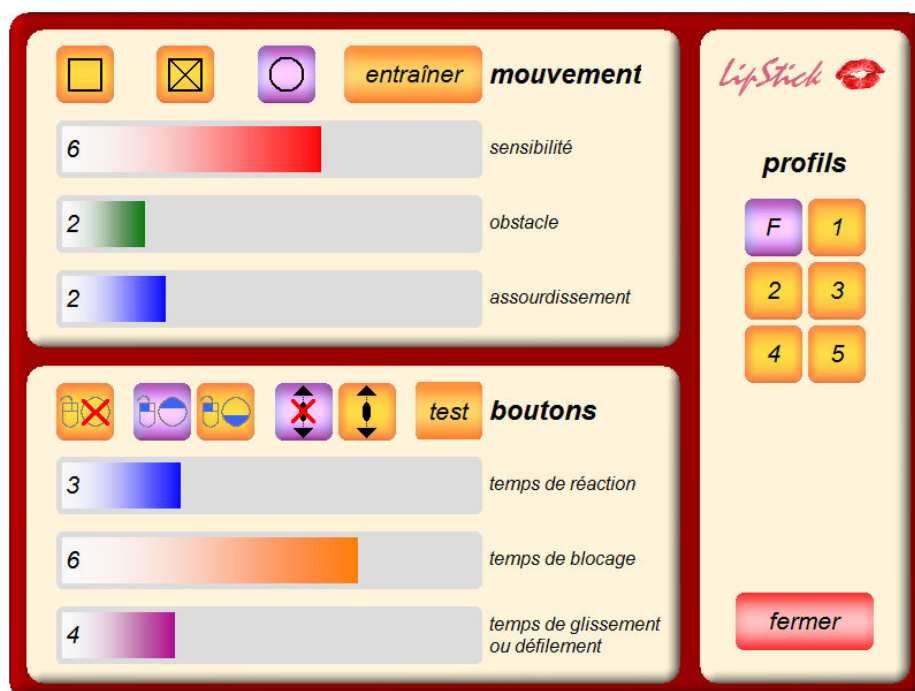 entraîner mouvement
6 sensibilité
2 obstacle
2 assourdissement
test boutons
3 temps de réaction
6 temps de blocage
4 temps de glissement
ou défilement
LipStick
profils
F 1
2 3
4 5
fermer